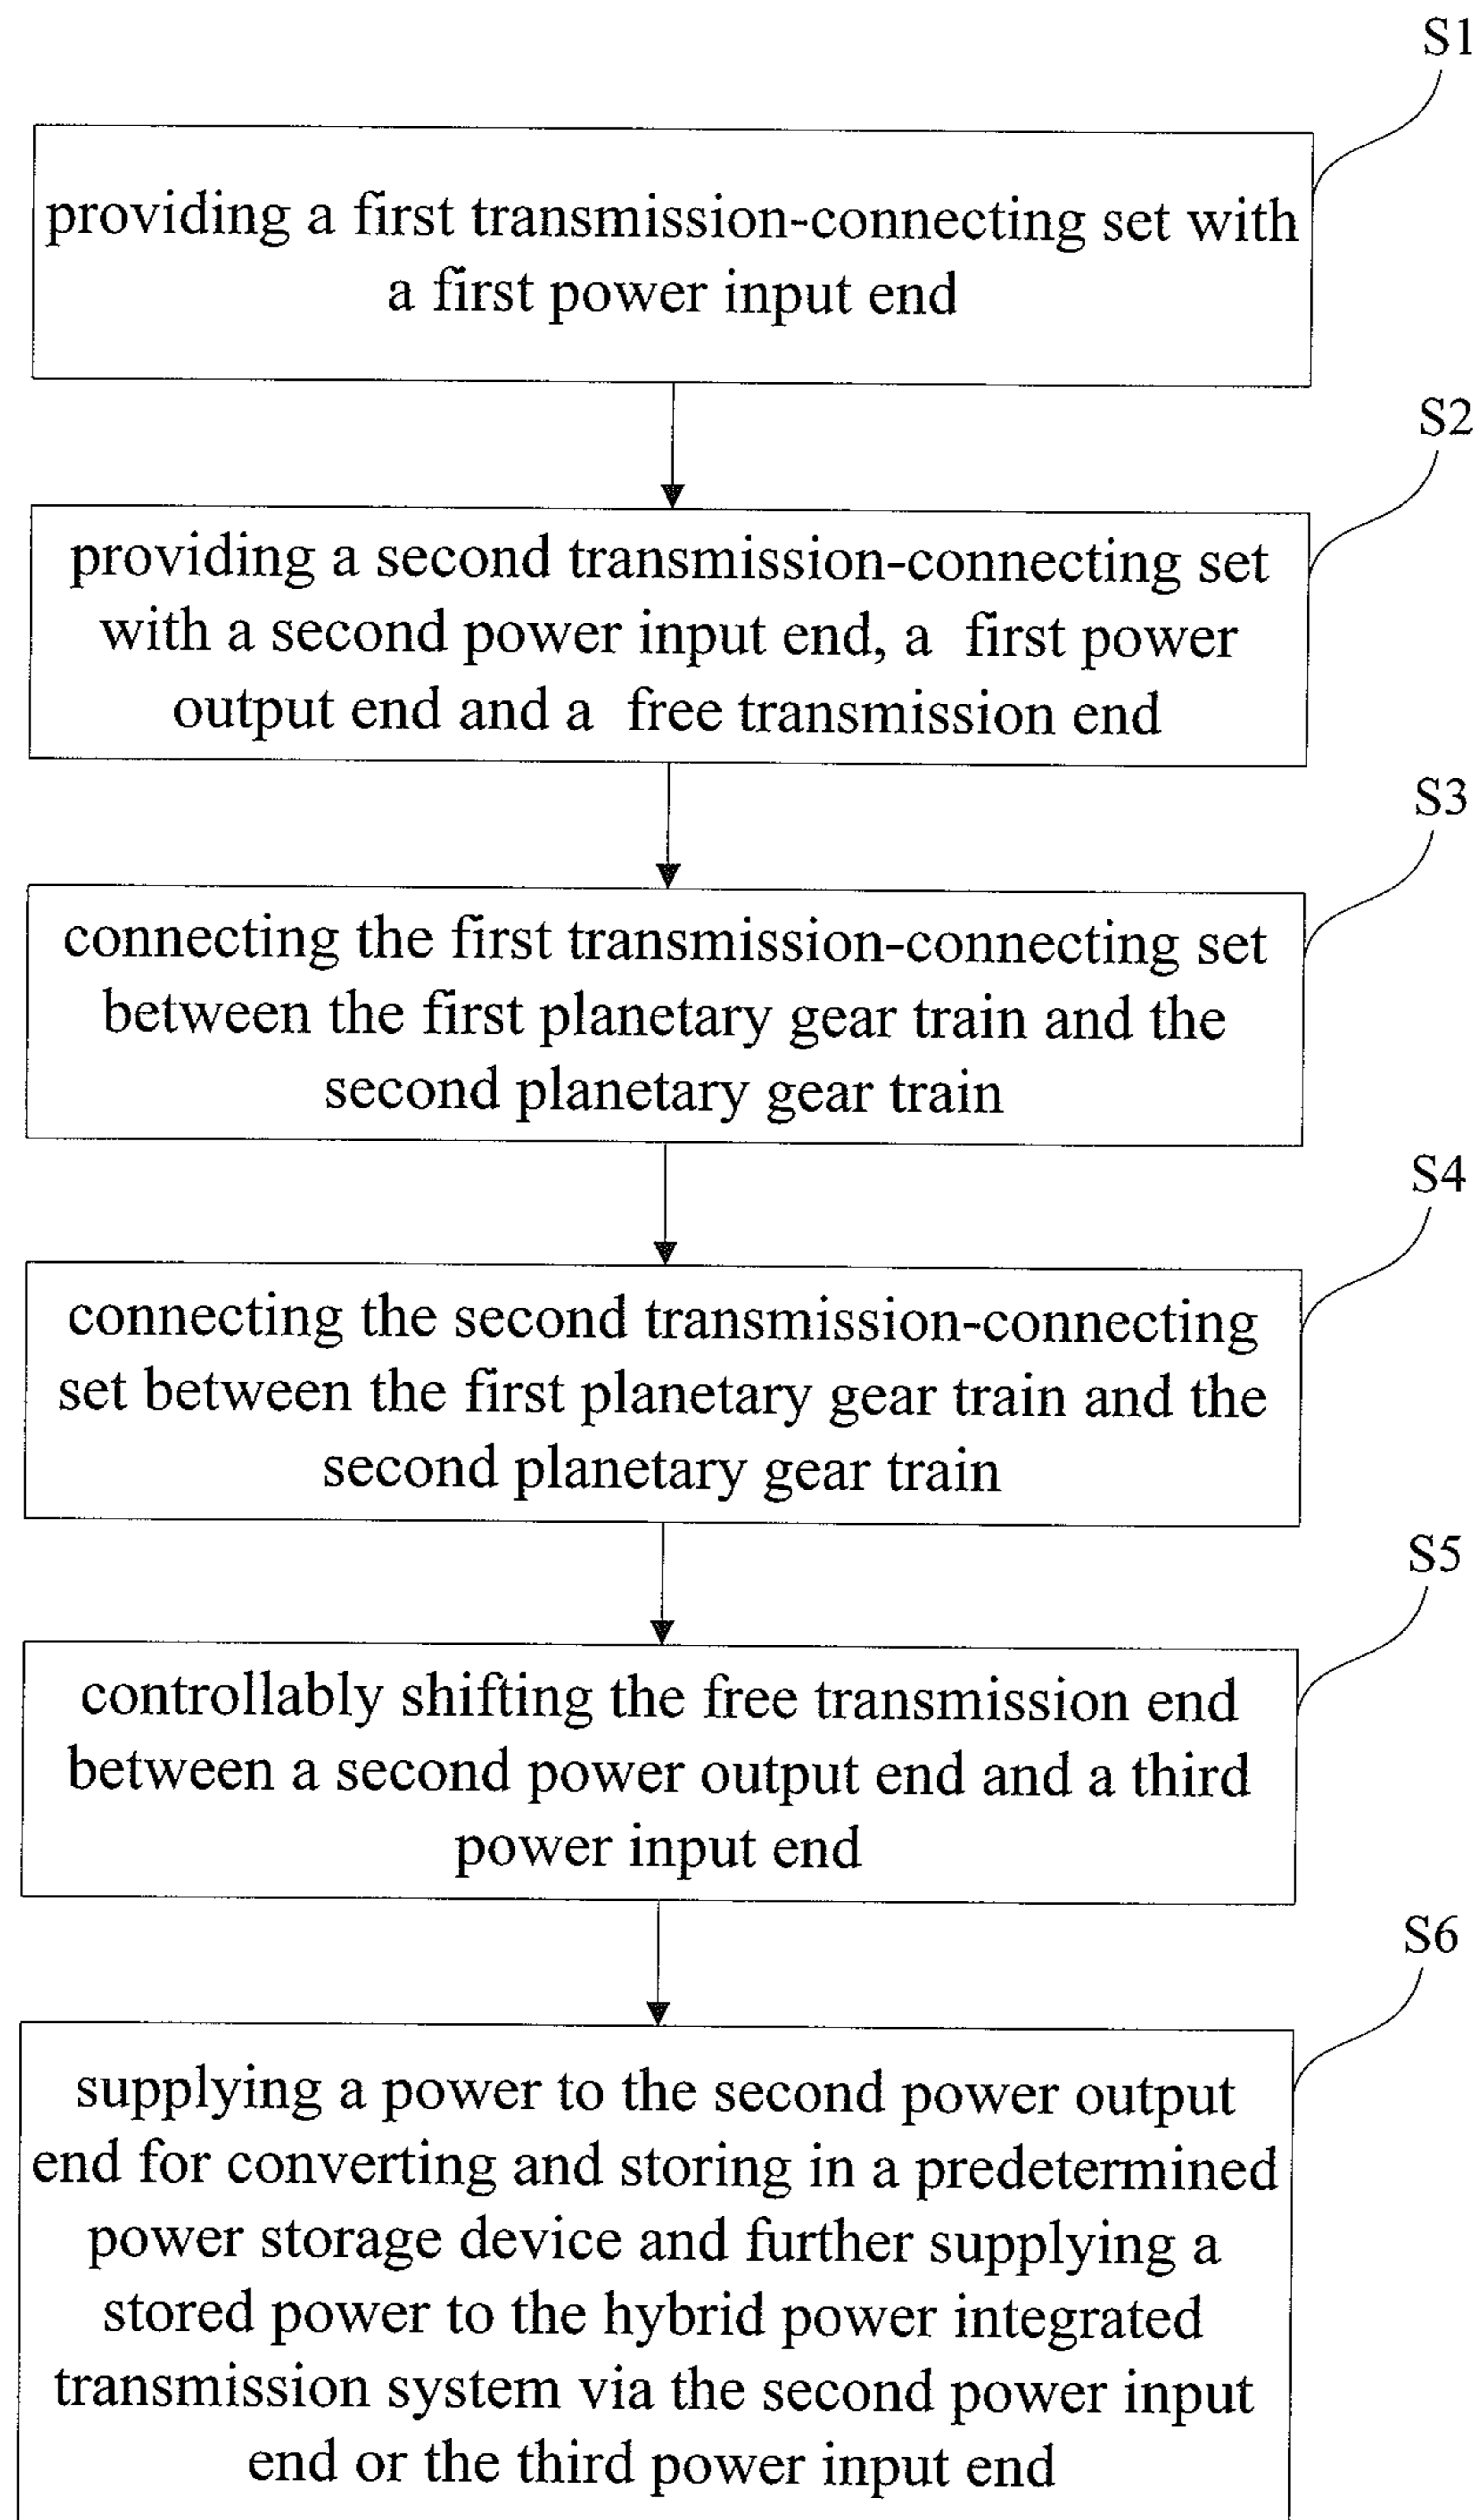 S1
providing a first transmission-connecting set with
a first power input end
S2
providing a second transmission-connecting set
with a second power input end, a first power
output end and a free transmission end
S3
connecting the first transmission-connecting set
between the first planetary gear train and the
second planetary gear train
S4
connecting the second transmission-connecting
set between the first planetary gear train and the
second planetary gear train
S5
controllably shifting the free transmission end
between a second power output end and a third
power input end
S6
supplying a power to the second power output
end for converting and storing in a predetermined
power storage device and further supplying a
stored power to the hybrid power integrated
transmission system via the second power input
end or the third power input end